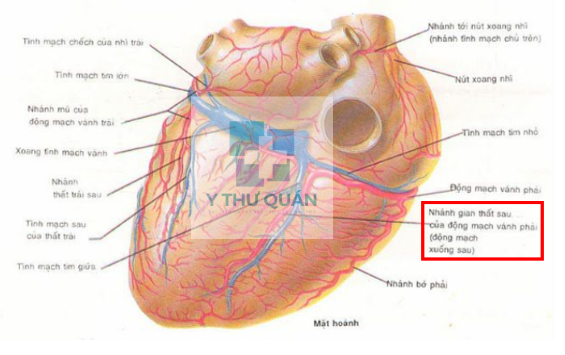 Tĩnh mạch chếch của nhĩ trái
Tĩnh mạch tim lớn
Nhánh mũ của
động mạch vành trái
Xoang tĩnh mạch vành
Nhánh
thất trái sau
Tĩnh mạch sau
của thất trái
Tĩnh mạch tim giữa
Y THƯ QUÁN
Nhánh tới nút xoang nhĩ
(nhánh tĩnh mạch chủ trên)
Nút xoang nhĩ
Tĩnh mạch tim nhỏ
Động mạch vành phải
Nhánh gian thất sau
của động mạch vành phải
(động mạch
xuống sau)
Nhánh bờ phải
Mặt hoành